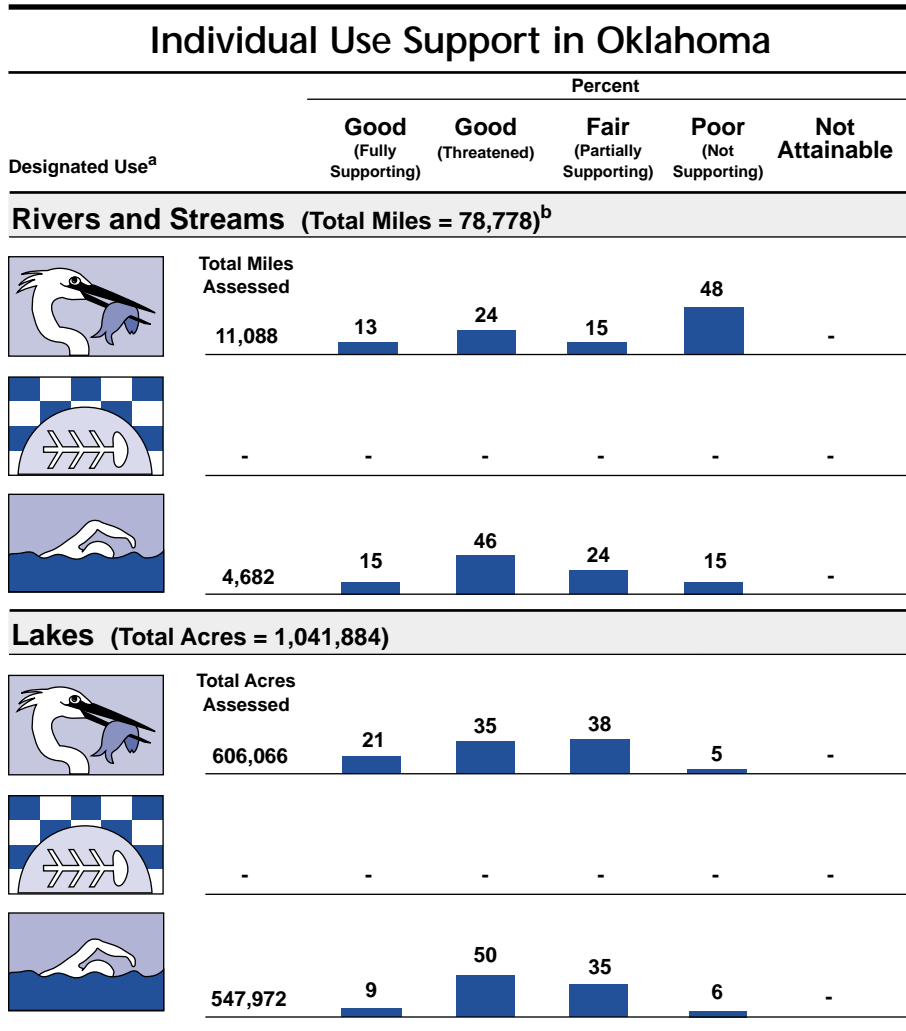 Individual Use Support in Oklahoma
Percent
Designated Use^a
Good (Fully Supporting)
Good (Threatened)
Fair (Partially Supporting)
Poor (Not Supporting)
Not Attainable
Rivers and Streams (Total Miles = 78,778)^b
Total Miles Assessed
11,088 13 24 15 48 -
- - - - - -
4,682 15 46 24 15 -
Lakes (Total Acres = 1,041,884)
Total Acres Assessed
606,066 21 35 38 5 -
- - - - - -
547,972 9 50 35 6 -